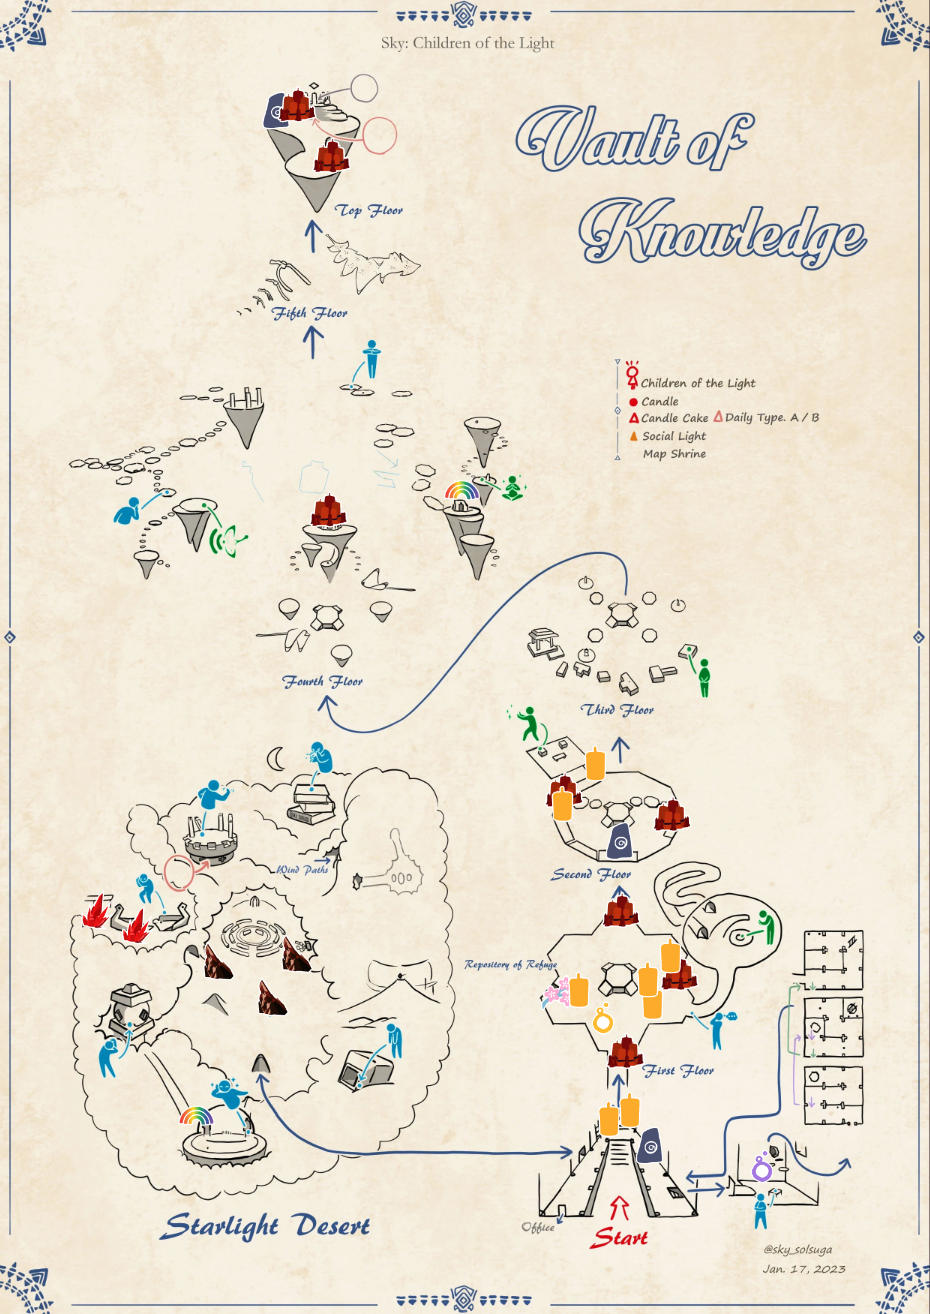 Sky: Children of the Light
Vault of
Knowledge
Top Floor
Fifth Floor
Children of the Light
Candle
Candle Cake
Daily Type. A / B
Social Light
Map Shrine
Fourth Floor
Third Floor
Second Floor
Wind Paths
Repository of Refuge
First Floor
Office
Start
Starlight Desert
@sky_solsuga
Jan. 17, 2023